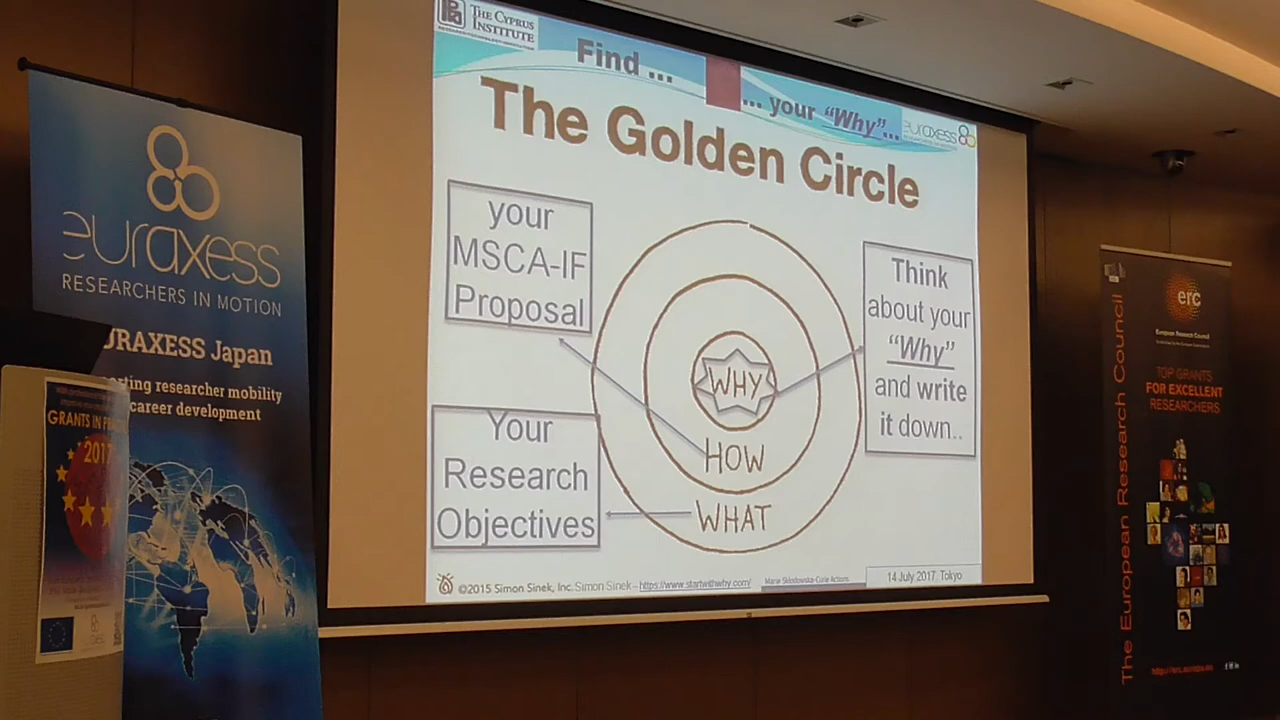 THE CYPRUS
INSTITUTE
Find ...
... your “Why”...
euraxess
The Golden Circle
your
MSCA-IF
Proposal
Your
Research
Objectives
WHY
HOW
WHAT
Think
about your
“Why”
and write
it down..
©2015 Simon Sinek, Inc. Simon Sinek – https://www.startwithwhy.com/
Marie Skłodowska-Curie Actions
14 July 2017 Tokyo
euraxess
RESEARCHERS IN MOTION
URAXESS Japan
rting researcher mobility
career development
GRANTS IN
2017
erc
European Research Council
The European Research Council
TOP GRANTS
FOR EXCELLENT
RESEARCHERS